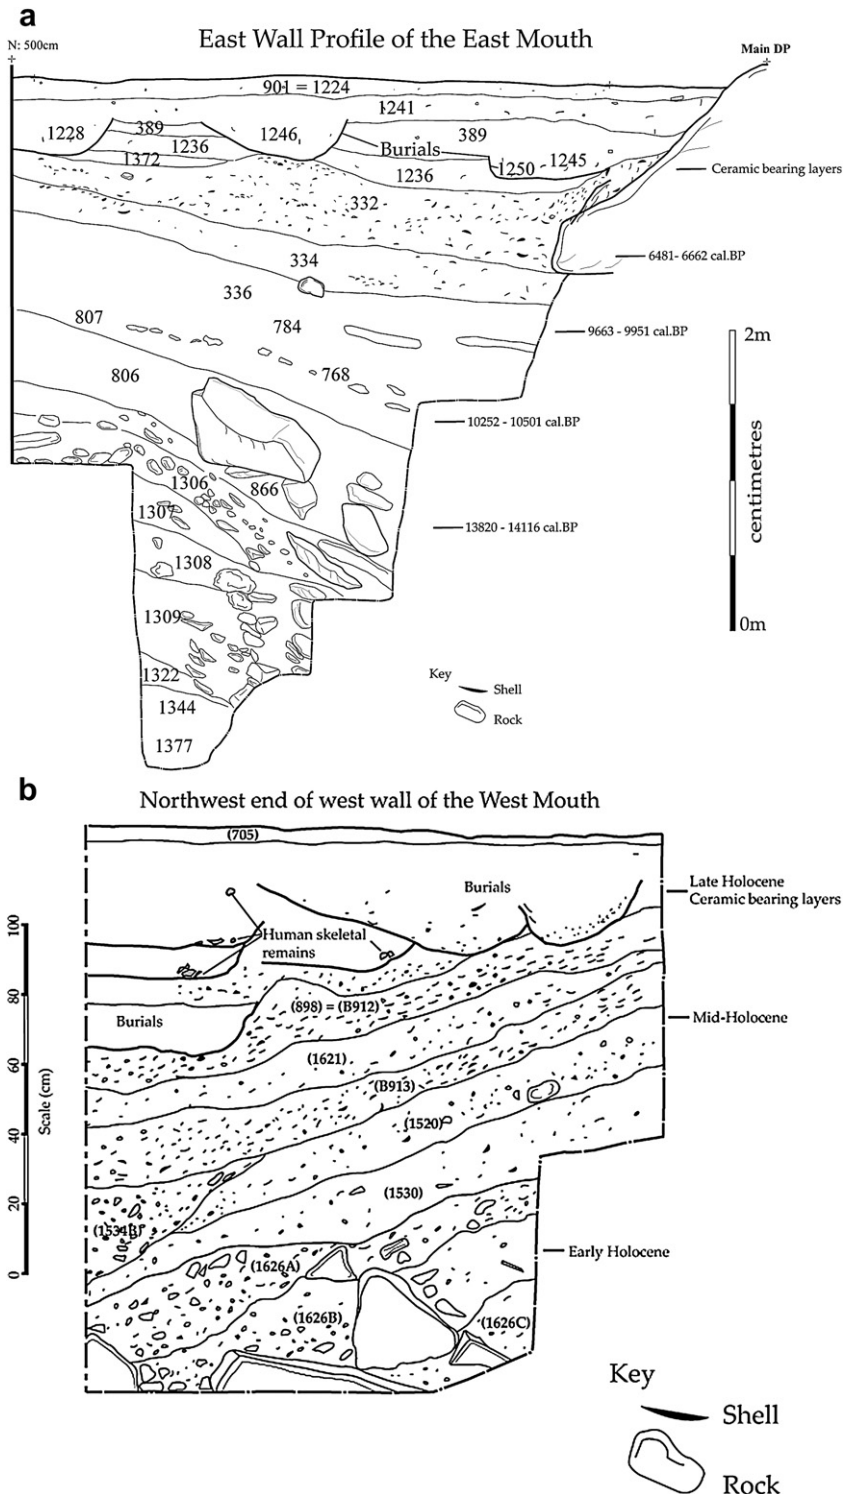 a
East Wall Profile of the East Mouth
N: 500cm
Main DP
901 = 1224
1241
1228
389
1246
389
1236
Burials
1372
1236
1250
1245
Ceramic bearing layers
332
6481- 6662 cal.BP
334
336
807
784
9663 - 9951 cal.BP
2m
806
768
10252 - 10501 cal.BP
centimetres
1306
866
1307
13820 - 14116 cal.BP
1308
1309
0m
1322
Key
Shell
1344
Rock
1377
b
Northwest end of west wall of the West Mouth
(705)
Burials
Late Holocene
Ceramic bearing layers
Human skeletal
remains
100
80
60
40
20
0
Scale (cm)
Burials
(898) = (B912)
Mid-Holocene
(1621)
(B913)
(1520)
(1530)
(1534B)
Early Holocene
(1626A)
(1626B)
(1626C)
Key
Shell
Rock